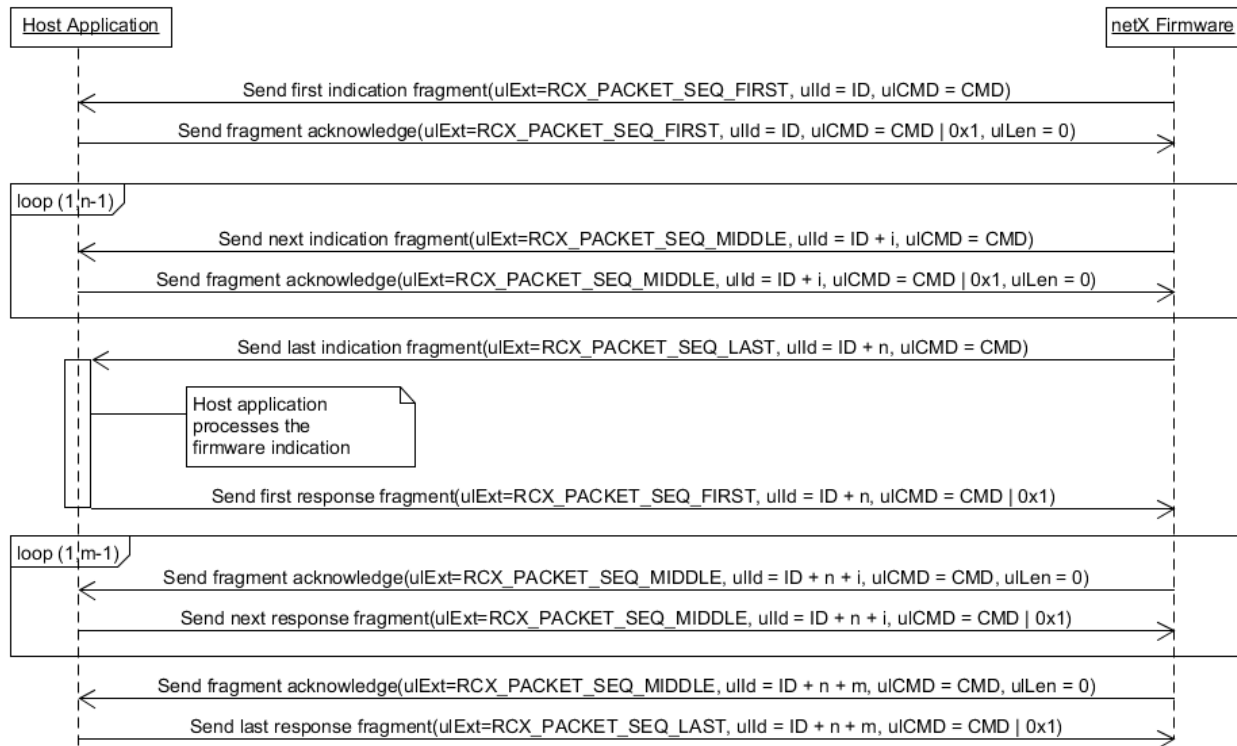 Host Application
netX Firmware
Send first indication fragment(ulExt=RCX_PACKET_SEQ_FIRST, ulId = ID, ulCMD = CMD)
Send fragment acknowledge(ulExt=RCX_PACKET_SEQ_FIRST, ulId = ID, ulCMD = CMD | 0x1, ulLen = 0)
loop (1,n-1)
Send next indication fragment(ulExt=RCX_PACKET_SEQ_MIDDLE, ulId = ID + i, ulCMD = CMD)
Send fragment acknowledge(ulExt=RCX_PACKET_SEQ_MIDDLE, ulId = ID + i, ulCMD = CMD | 0x1, ulLen = 0)
Send last indication fragment(ulExt=RCX_PACKET_SEQ_LAST, ulId = ID + n, ulCMD = CMD)
Host application
processes the
firmware indication
Send first response fragment(ulExt=RCX_PACKET_SEQ_FIRST, ulId = ID + n, ulCMD = CMD | 0x1)
loop (1,m-1)
Send fragment acknowledge(ulExt=RCX_PACKET_SEQ_MIDDLE, ulId = ID + n + i, ulCMD = CMD, ulLen = 0)
Send next response fragment(ulExt=RCX_PACKET_SEQ_MIDDLE, ulId = ID + n + i, ulCMD = CMD | 0x1)
Send fragment acknowledge(ulExt=RCX_PACKET_SEQ_MIDDLE, ulId = ID + n + m, ulCMD = CMD, ulLen = 0)
Send last response fragment(ulExt=RCX_PACKET_SEQ_LAST, ulId = ID + n + m, ulCMD = CMD | 0x1)